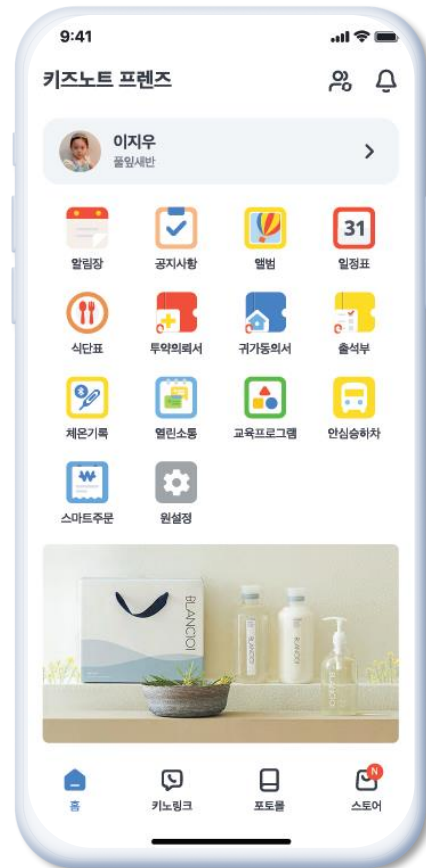 9:41
키즈노트 프렌즈
이지우
풀잎새반
알림장
공지사항
앨범
31
일정표
식단표
투약의뢰서
귀가동의서
출석부
체온기록
열린소통
교육프로그램
안심승하차
₩
스마트주문
원설정
BLANC101
BLANC101
BLANC101
홈
키노링크
포토몰
N
스토어